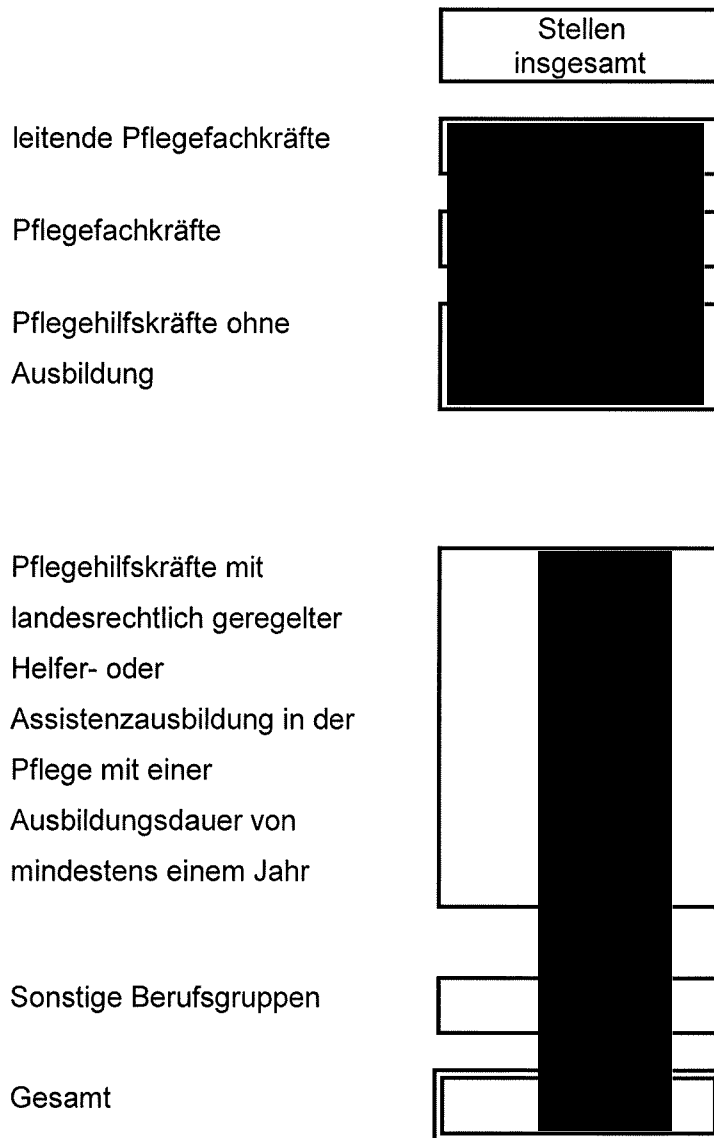 Stellen
insgesamt
leitende Pflegefachkräfte
Pflegefachkräfte
Pflegehilfskräfte ohne
Ausbildung
Pflegehilfskräfte mit
landesrechtlich geregelter
Helfer- oder
Assistenzausbildung in der
Pflege mit einer
Ausbildungsdauer von
mindestens einem Jahr
Sonstige Berufsgruppen
Gesamt